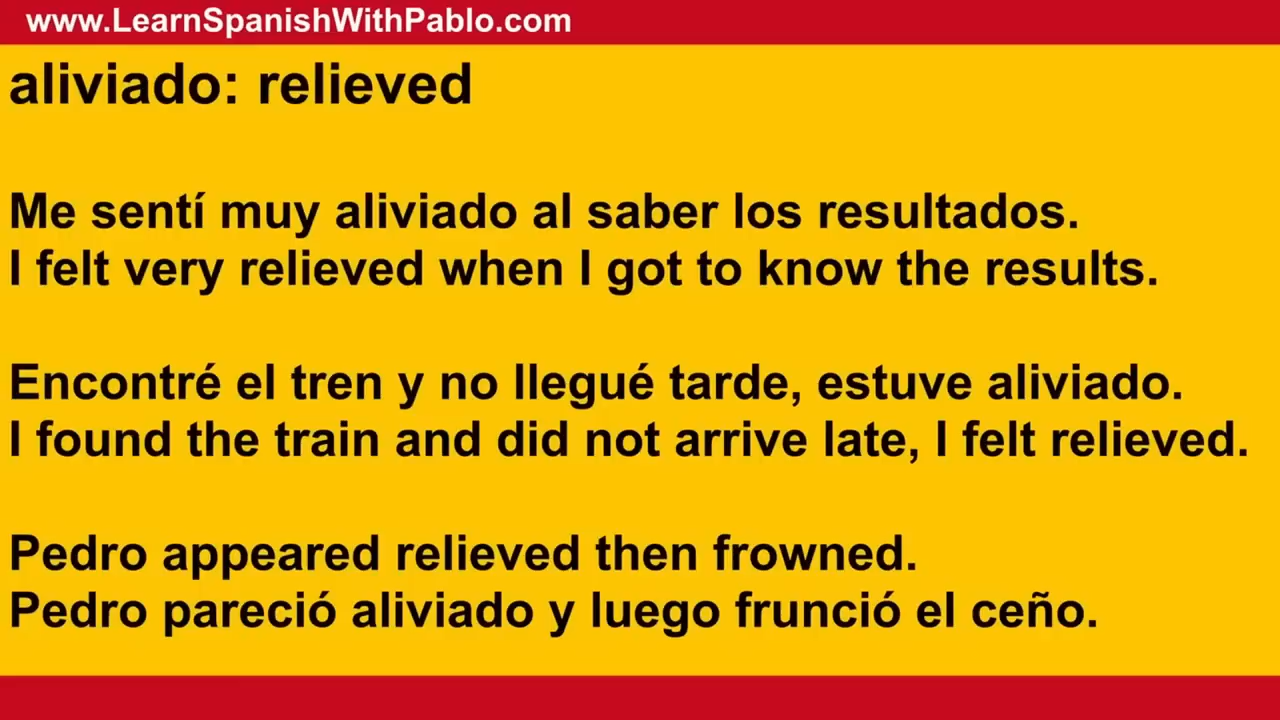 www.LearnSpanishWithPablo.com
aliviado: relieved
Me sentí muy aliviado al saber los resultados.
I felt very relieved when I got to know the results.
Encontré el tren y no llegué tarde, estuve aliviado.
I found the train and did not arrive late, I felt relieved.
Pedro appeared relieved then frowned.
Pedro pareció aliviado y luego frunció el ceño.